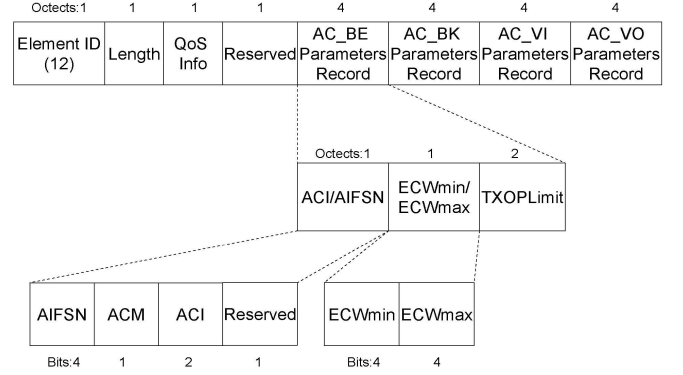 Octects:1 1 1 1 4 4 4 4
Element ID (12)
Length
QoS Info
Reserved
AC_BE Parameters Record
AC_BK Parameters Record
AC_VI Parameters Record
AC_VO Parameters Record
Octects:1 1 2
ACI/AIFSN
ECWmin/ ECWmax
TXOPLimit
AIFSN ACM ACI Reserved
ECWmin ECWmax
Bits:4 1 2 1
Bits:4 4